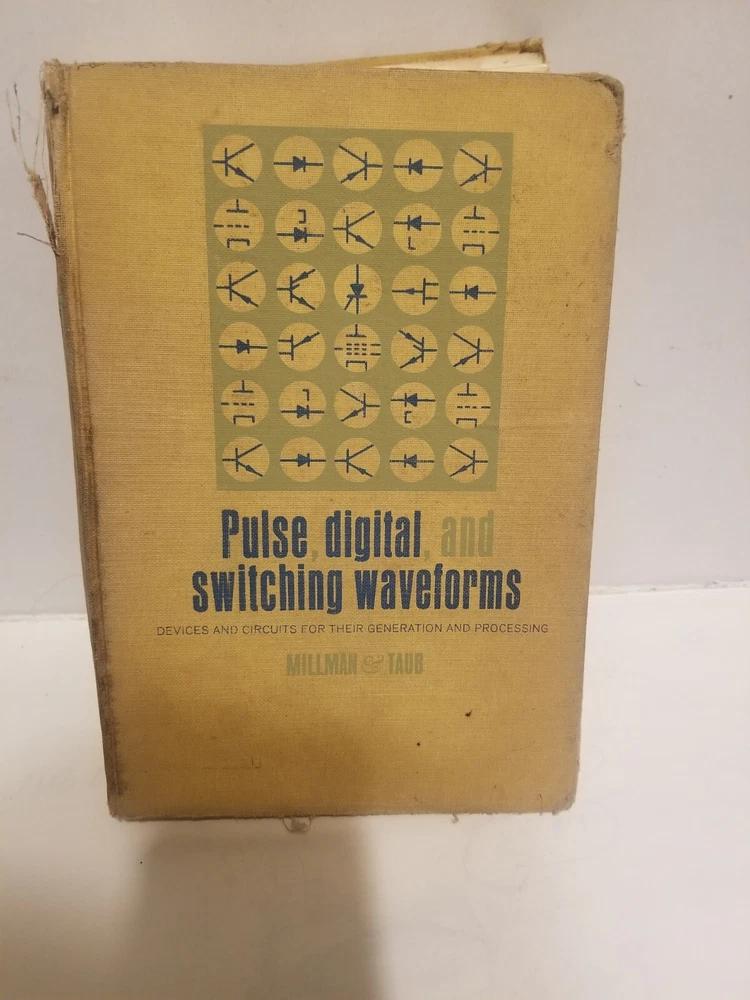 Pulse, digital, and
switching waveforms
DEVICES AND CIRCUITS FOR THEIR GENERATION AND PROCESSING
MILLMAN & TAUB